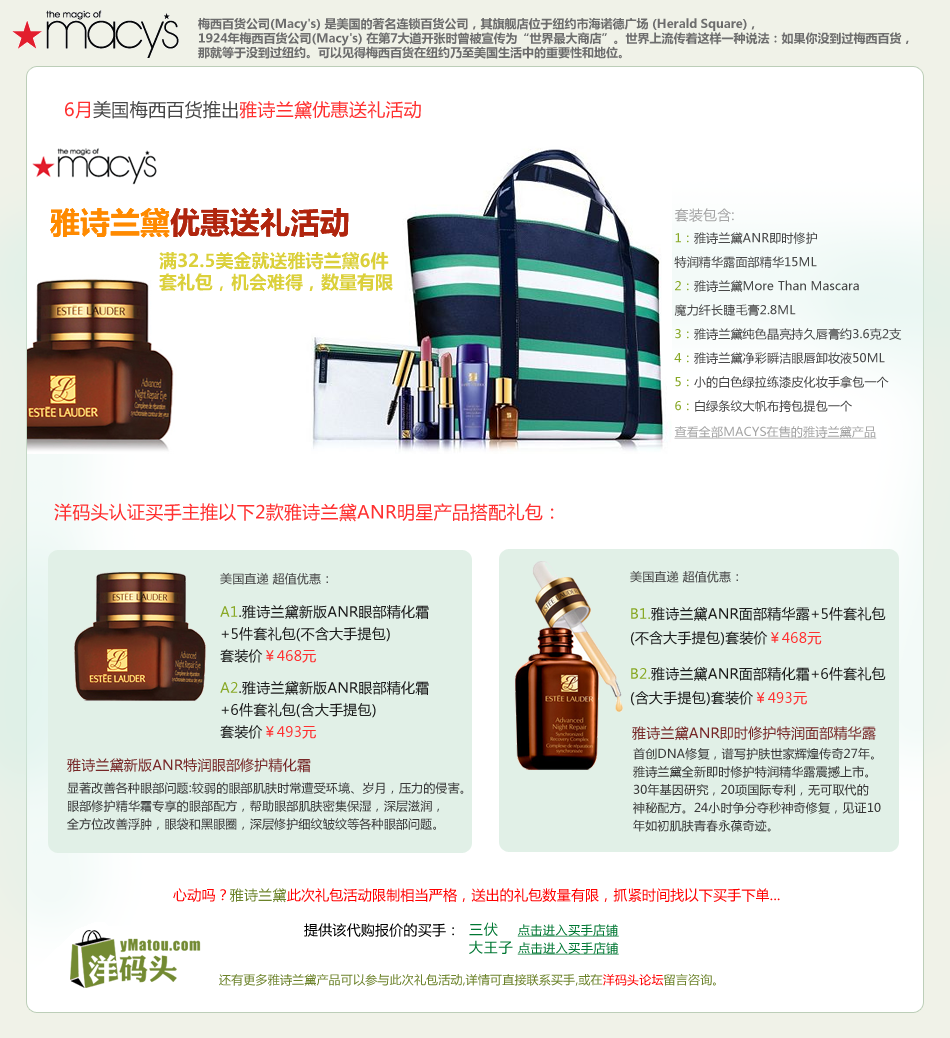 the magic of
macy's
梅西百货公司(Macy's) 是美国的著名连锁百货公司，其旗舰店位于纽约市海诺德广场 (Herald Square)，
1924年梅西百货公司(Macy's) 在第7大道开张时曾被宣传为“世界最大商店”。世界上流传着这样一种说法：如果你没到过梅西百货，
那就等于没到过纽约。可以见得梅西百货在纽约乃至美国生活中的重要性和地位。
6月美国梅西百货推出雅诗兰黛优惠送礼活动
the magic of
macy's
雅诗兰黛优惠送礼活动
满32.5美金就送雅诗兰黛6件
套礼包，机会难得，数量有限
ESTĒE LAUDER
Advanced
Night Repair Eye
ESTĒE LAUDER
套装包含:
1：雅诗兰黛ANR即时修护
特润精华露面部精华15ML
2：雅诗兰黛More Than Mascara
魔力纤长睫毛膏2.8ML
3：雅诗兰黛纯色晶亮持久唇膏约3.6克2支
4：雅诗兰黛净彩瞬洁眼唇卸妆液50ML
5：小的白色绿拉练漆皮化妆手拿包一个
6：白绿条纹大帆布挎包提包一个
查看全部MACYS在售的雅诗兰黛产品
洋码头认证买手主推以下2款雅诗兰黛ANR明星产品搭配礼包：
ESTĒE LAUDER
Advanced
Night Repair Eye
ESTĒE LAUDER
美国直递 超值优惠：
A1.雅诗兰黛新版ANR眼部精化霜
+5件套礼包(不含大手提包)
套装价￥468元
A2.雅诗兰黛新版ANR眼部精化霜
+6件套礼包(含大手提包)
套装价￥493元
雅诗兰黛新版ANR特润眼部修护精化霜
显著改善各种眼部问题:较弱的眼部肌肤时常遭受环境、岁月，压力的侵害。
眼部修护精华霜专享的眼部配方，帮助眼部肌肤密集保湿，深层滋润，
全方位改善浮肿，眼袋和黑眼圈，深层修护细纹皱纹等各种眼部问题。
ESTĒE LAUDER
Advanced
Night Repair
Synchronized
Recovery Complex
美国直递 超值优惠：
B1.雅诗兰黛ANR面部精华露+5件套礼包
(不含大手提包)套装价￥468元
B2.雅诗兰黛ANR面部精化霜+6件套礼包
(含大手提包)套装价￥493元
雅诗兰黛ANR即时修护特润面部精华露
首创DNA修复，谱写护肤世家辉煌传奇27年。
雅诗兰黛全新即时修护特润精华露震撼上市。
30年基因研究，20项国际专利，无可取代的
神秘配方。24小时争分夺秒神奇修复，见证10
年如初肌肤青春永葆奇迹。
心动吗？雅诗兰黛此次礼包活动限制相当严格，送出的礼包数量有限，抓紧时间找以下买手下单...
yMatou.com
洋码头
提供该代购报价的买手：
三伏 点击进入买手店铺
大王子 点击进入买手店铺
还有更多雅诗兰黛产品可以参与此次礼包活动,详情可直接联系买手,或在洋码头论坛留言咨询。